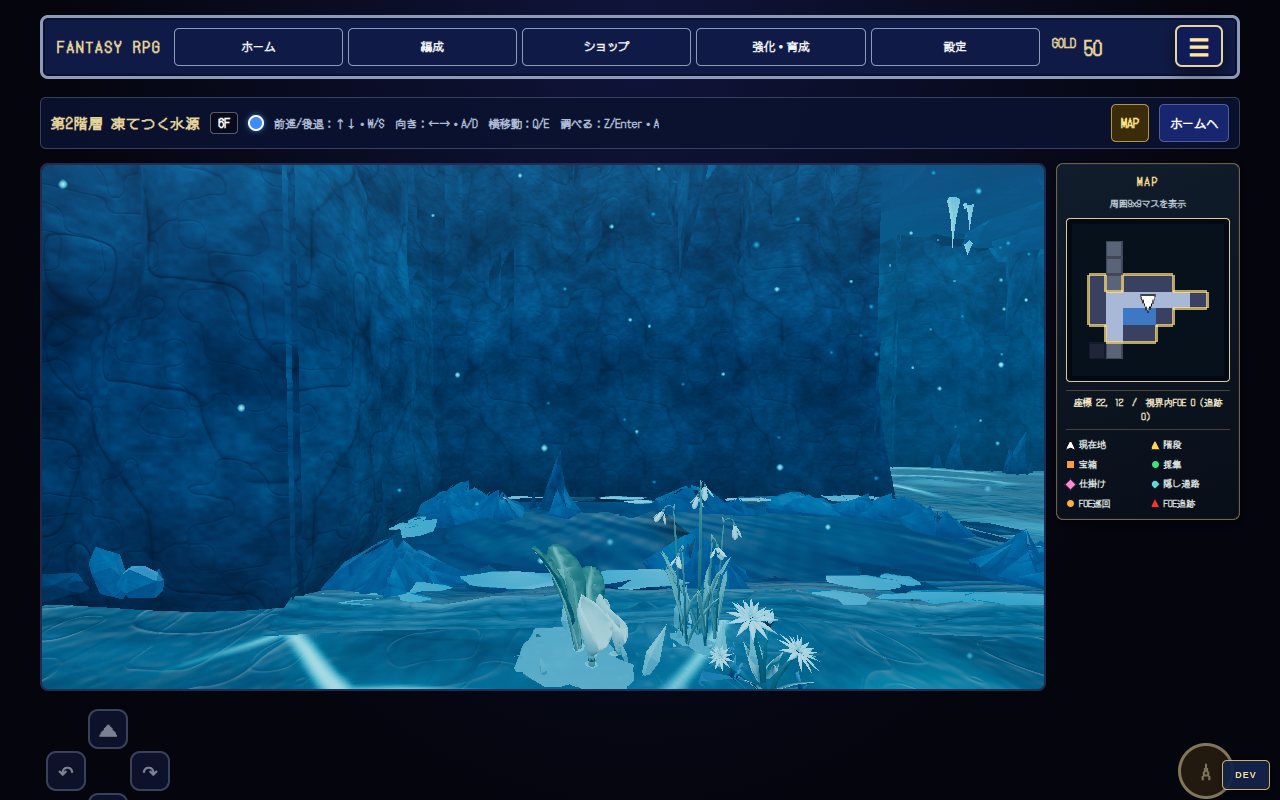 FANTASY RPG
ホーム
編成
ショップ
強化・育成
設定
GOLD 50
第2階層 凍てつく水源
6F
前進/後退：↑↓・W/S 向き：←→・A/D 横移動：Q/E 調べる：Z/Enter・A
MAP
ホームへ
MAP
周囲9x9マスを表示
座標 22, 12 / 視界内FOE 0（追跡
0）
現在地
階段
宝箱
採集
仕掛け
隠し通路
FOE巡回
FOE追跡
A
DEV